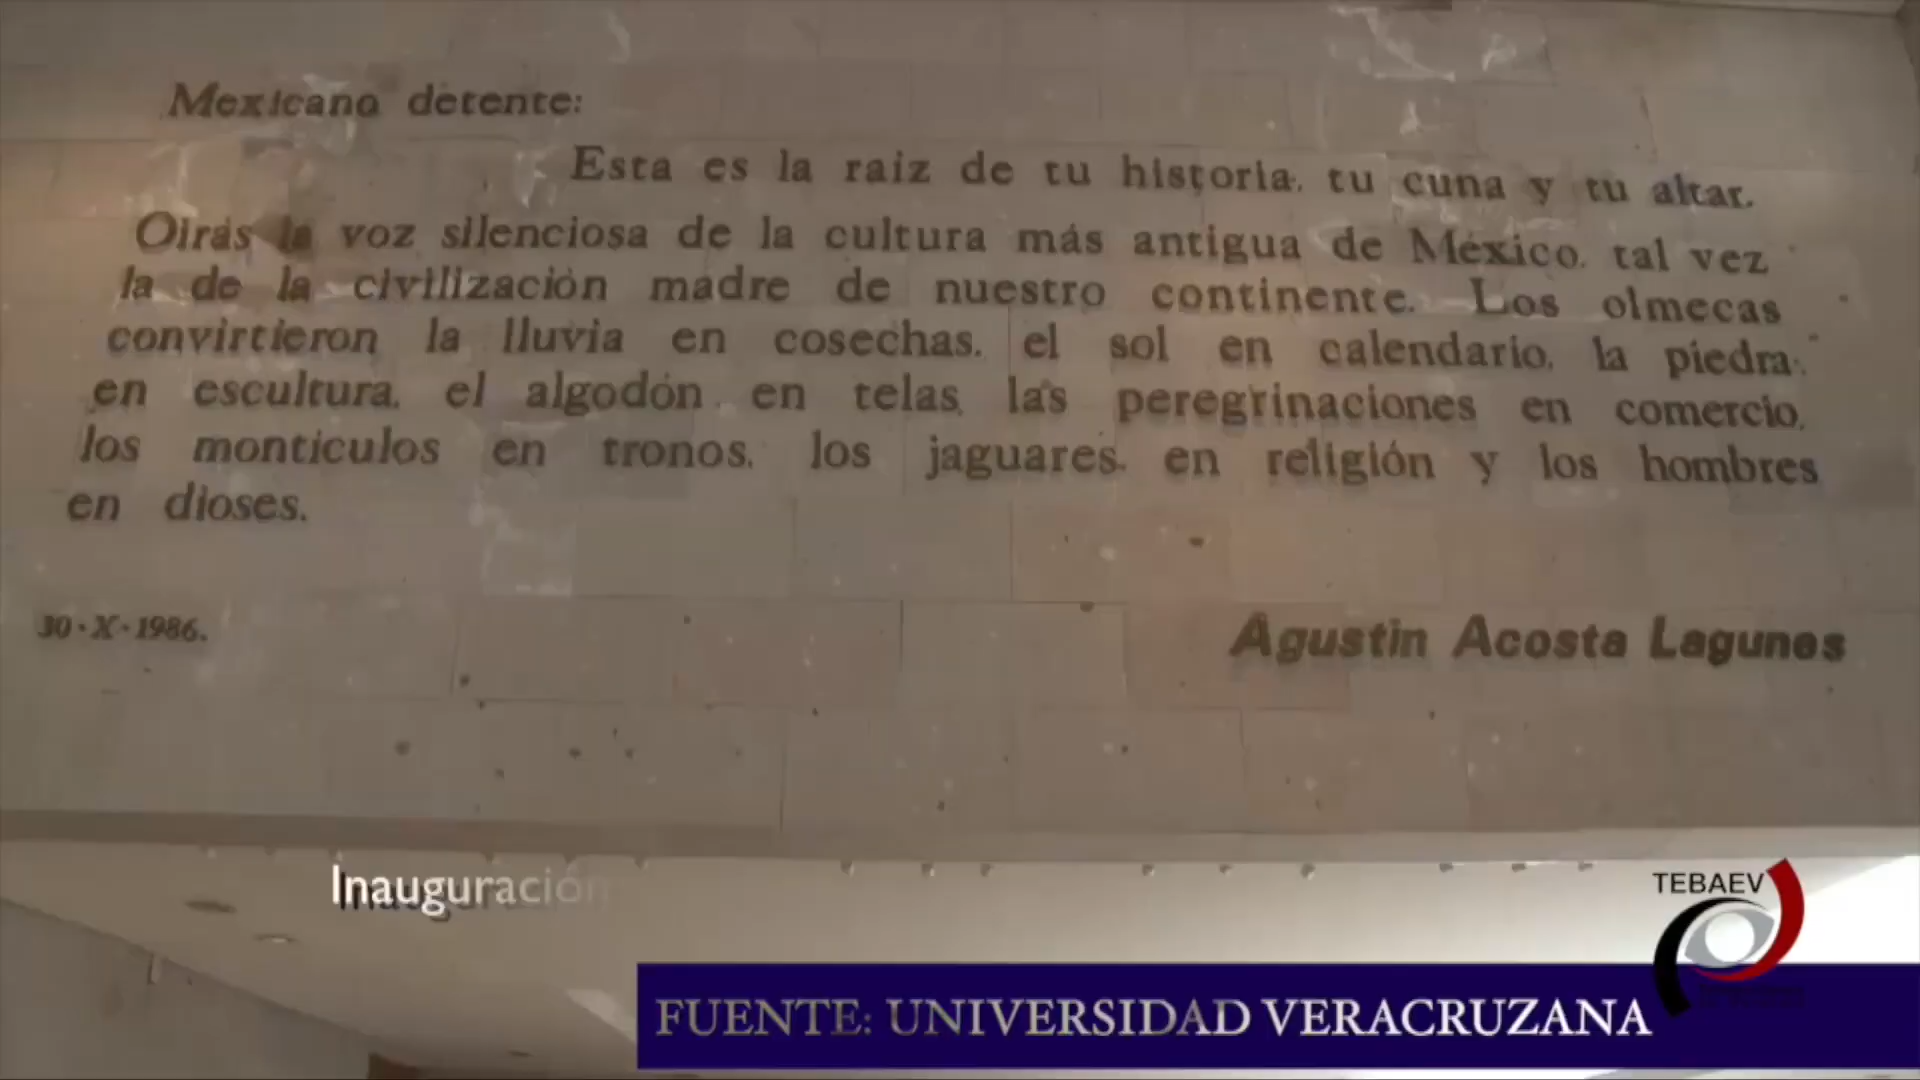 Mexicano detente:
Esta es la raiz de tu historia, tu cuna y tu altar.
Oirás la voz silenciosa de la cultura más antigua de México, tal vez
la de la civilización madre de nuestro continente. Los olmecas
convirtieron la lluvia en cosechas, el sol en calendario, la piedra
en escultura, el algodón en telas, las peregrinaciones en comercio,
los montículos en tronos, los jaguares en religión y los hombres
en dioses.
30·X·1986.
Agustín Acosta Lagunes
Inauguración
TEBAEV
FUENTE: UNIVERSIDAD VERACRUZANA